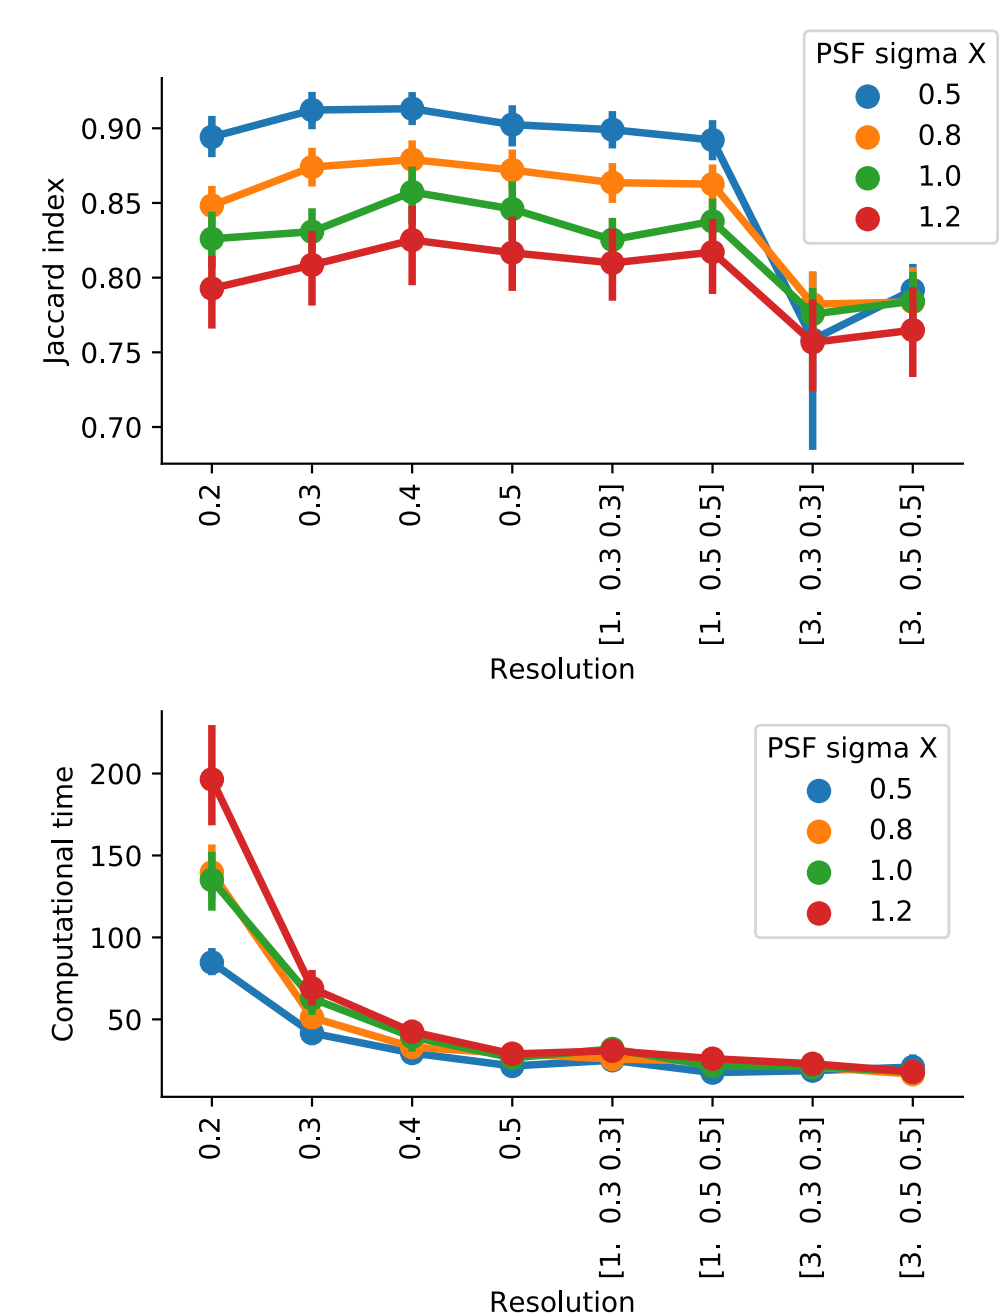 PSF sigma X
0.5
0.8
1.0
1.2
Jaccard index
0.90
0.85
0.80
0.75
0.70
0.2
0.3
0.4
0.5
[1.  0.3 0.3]
[1.  0.5 0.5]
[3.  0.3 0.3]
[3.  0.5 0.5]
Resolution
PSF sigma X
0.5
0.8
1.0
1.2
Computational time
200
150
100
50
0.2
0.3
0.4
0.5
[1.  0.3 0.3]
[1.  0.5 0.5]
[3.  0.3 0.3]
[3.  0.5 0.5]
Resolution